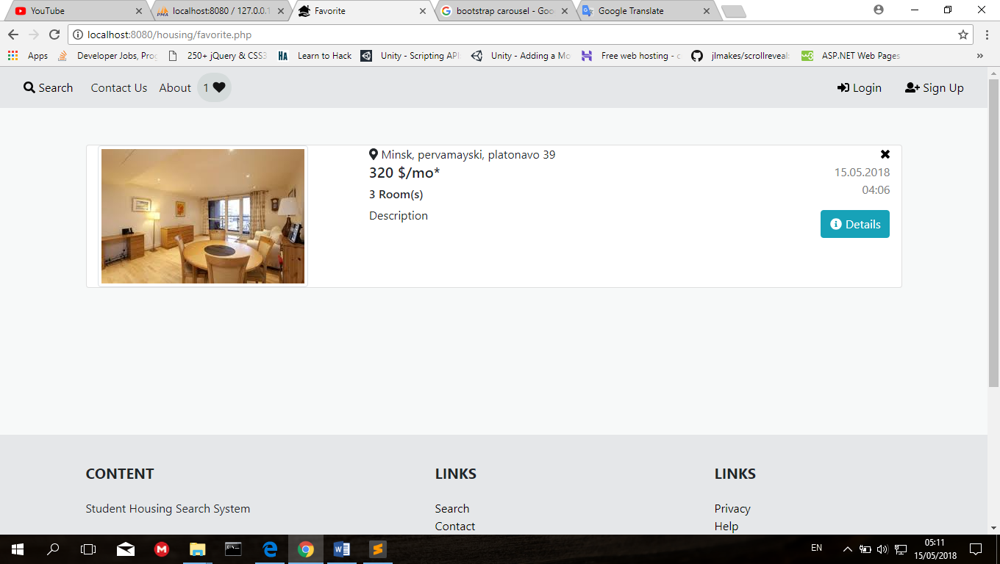 YouTube
localhost:8080 / 127.0.0.1
Favorite
bootstrap carousel - Goo
Google Translate
localhost:8080/housing/favorite.php
Apps
Developer Jobs, Prog
250+ jQuery & CSS3
Learn to Hack
Unity - Scripting API
Unity - Adding a Mo
Free web hosting - c
jlmakes/scrollreveal:
ASP.NET Web Pages
»
Search
Contact Us
About
1
Login
Sign Up
Minsk, pervamayski, platonavo 39
320 $/mo*
3 Room(s)
Description
15.05.2018
04:06
Details
CONTENT
Student Housing Search System
LINKS
Search
Contact
LINKS
Privacy
Help
EN
05:11
15/05/2018